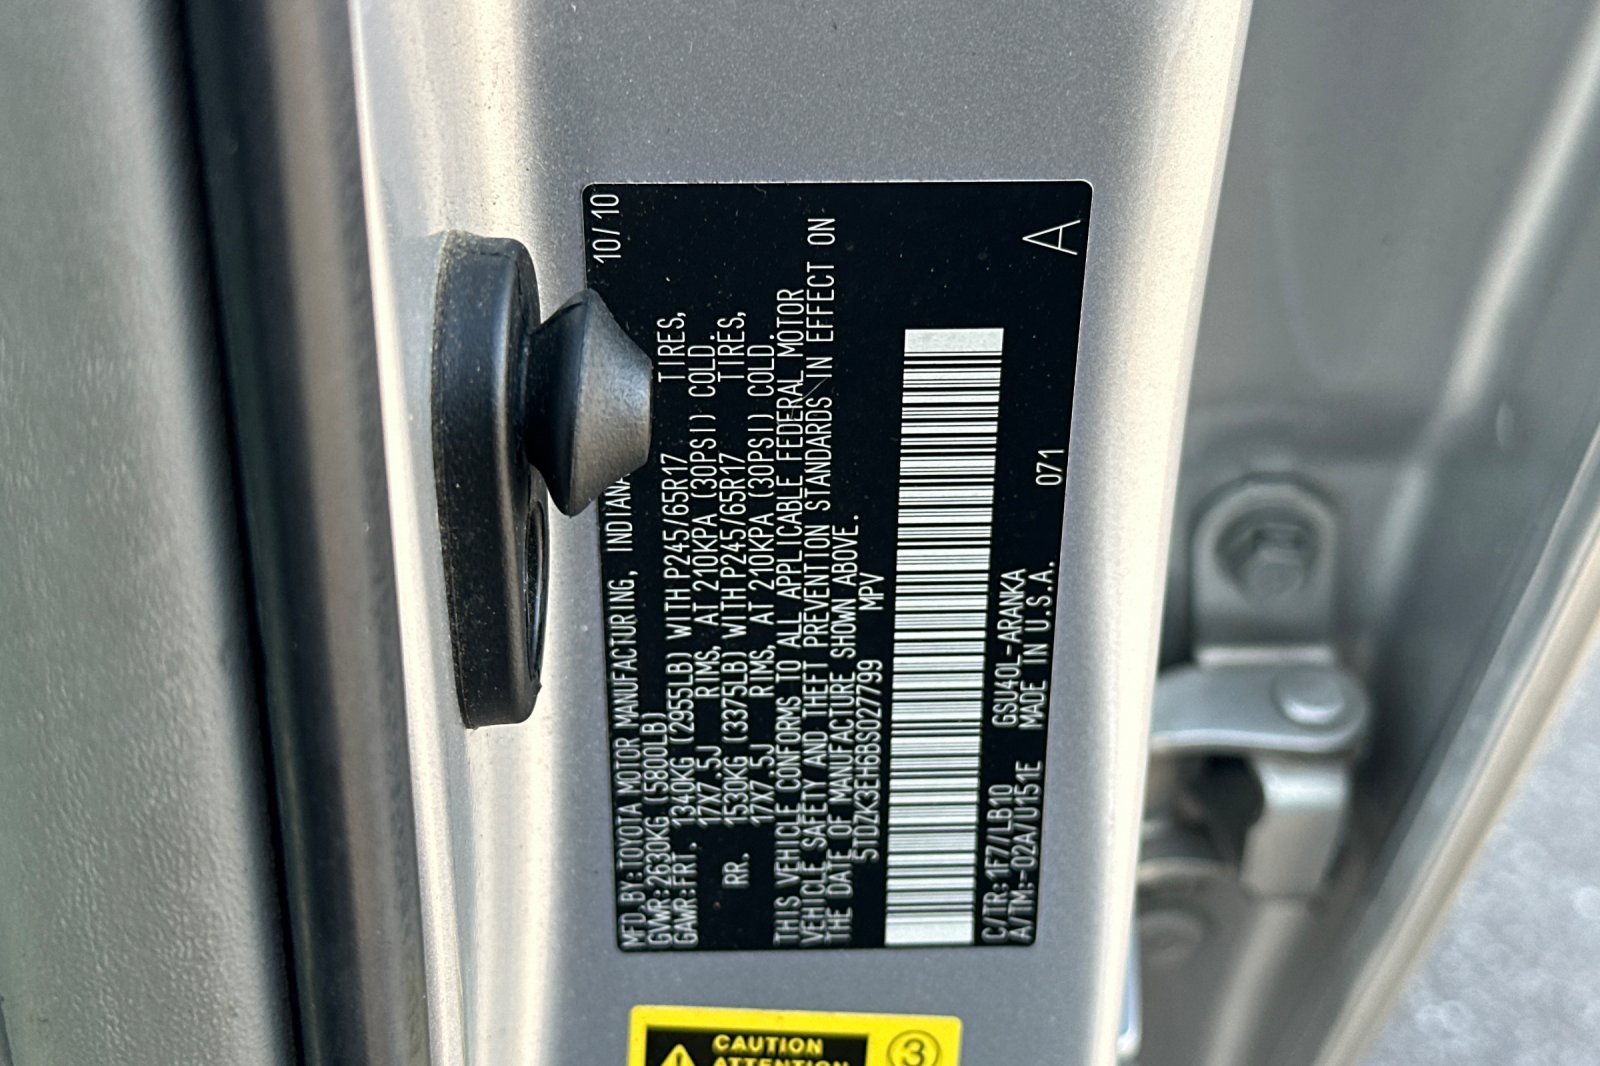 MFD.BY:TOYOTA MOTOR MANUFACTURING, INDIANA 10/10
GVWR:2630KG (5800LB)
GAWR:FRT. 1340KG (2955LB) WITH P245/65R17 TIRES,
17X7.5J RIMS, AT 210KPA (30PSI) COLD.
RR. 1530KG (3375LB) WITH P245/65R17 TIRES,
17X7.5J RIMS, AT 210KPA (30PSI) COLD.
THIS VEHICLE CONFORMS TO ALL APPLICABLE FEDERAL MOTOR
VEHICLE SAFETY AND THEFT PREVENTION STANDARDS IN EFFECT ON
THE DATE OF MANUFACTURE SHOWN ABOVE.
5TDZK3EH6BS027799 MPV
C/TR:1F7/LB10 GSU40L-ARANKA 071 A
A/TM:-02A/U151E MADE IN U.S.A.
CAUTION 3
ATTENTION